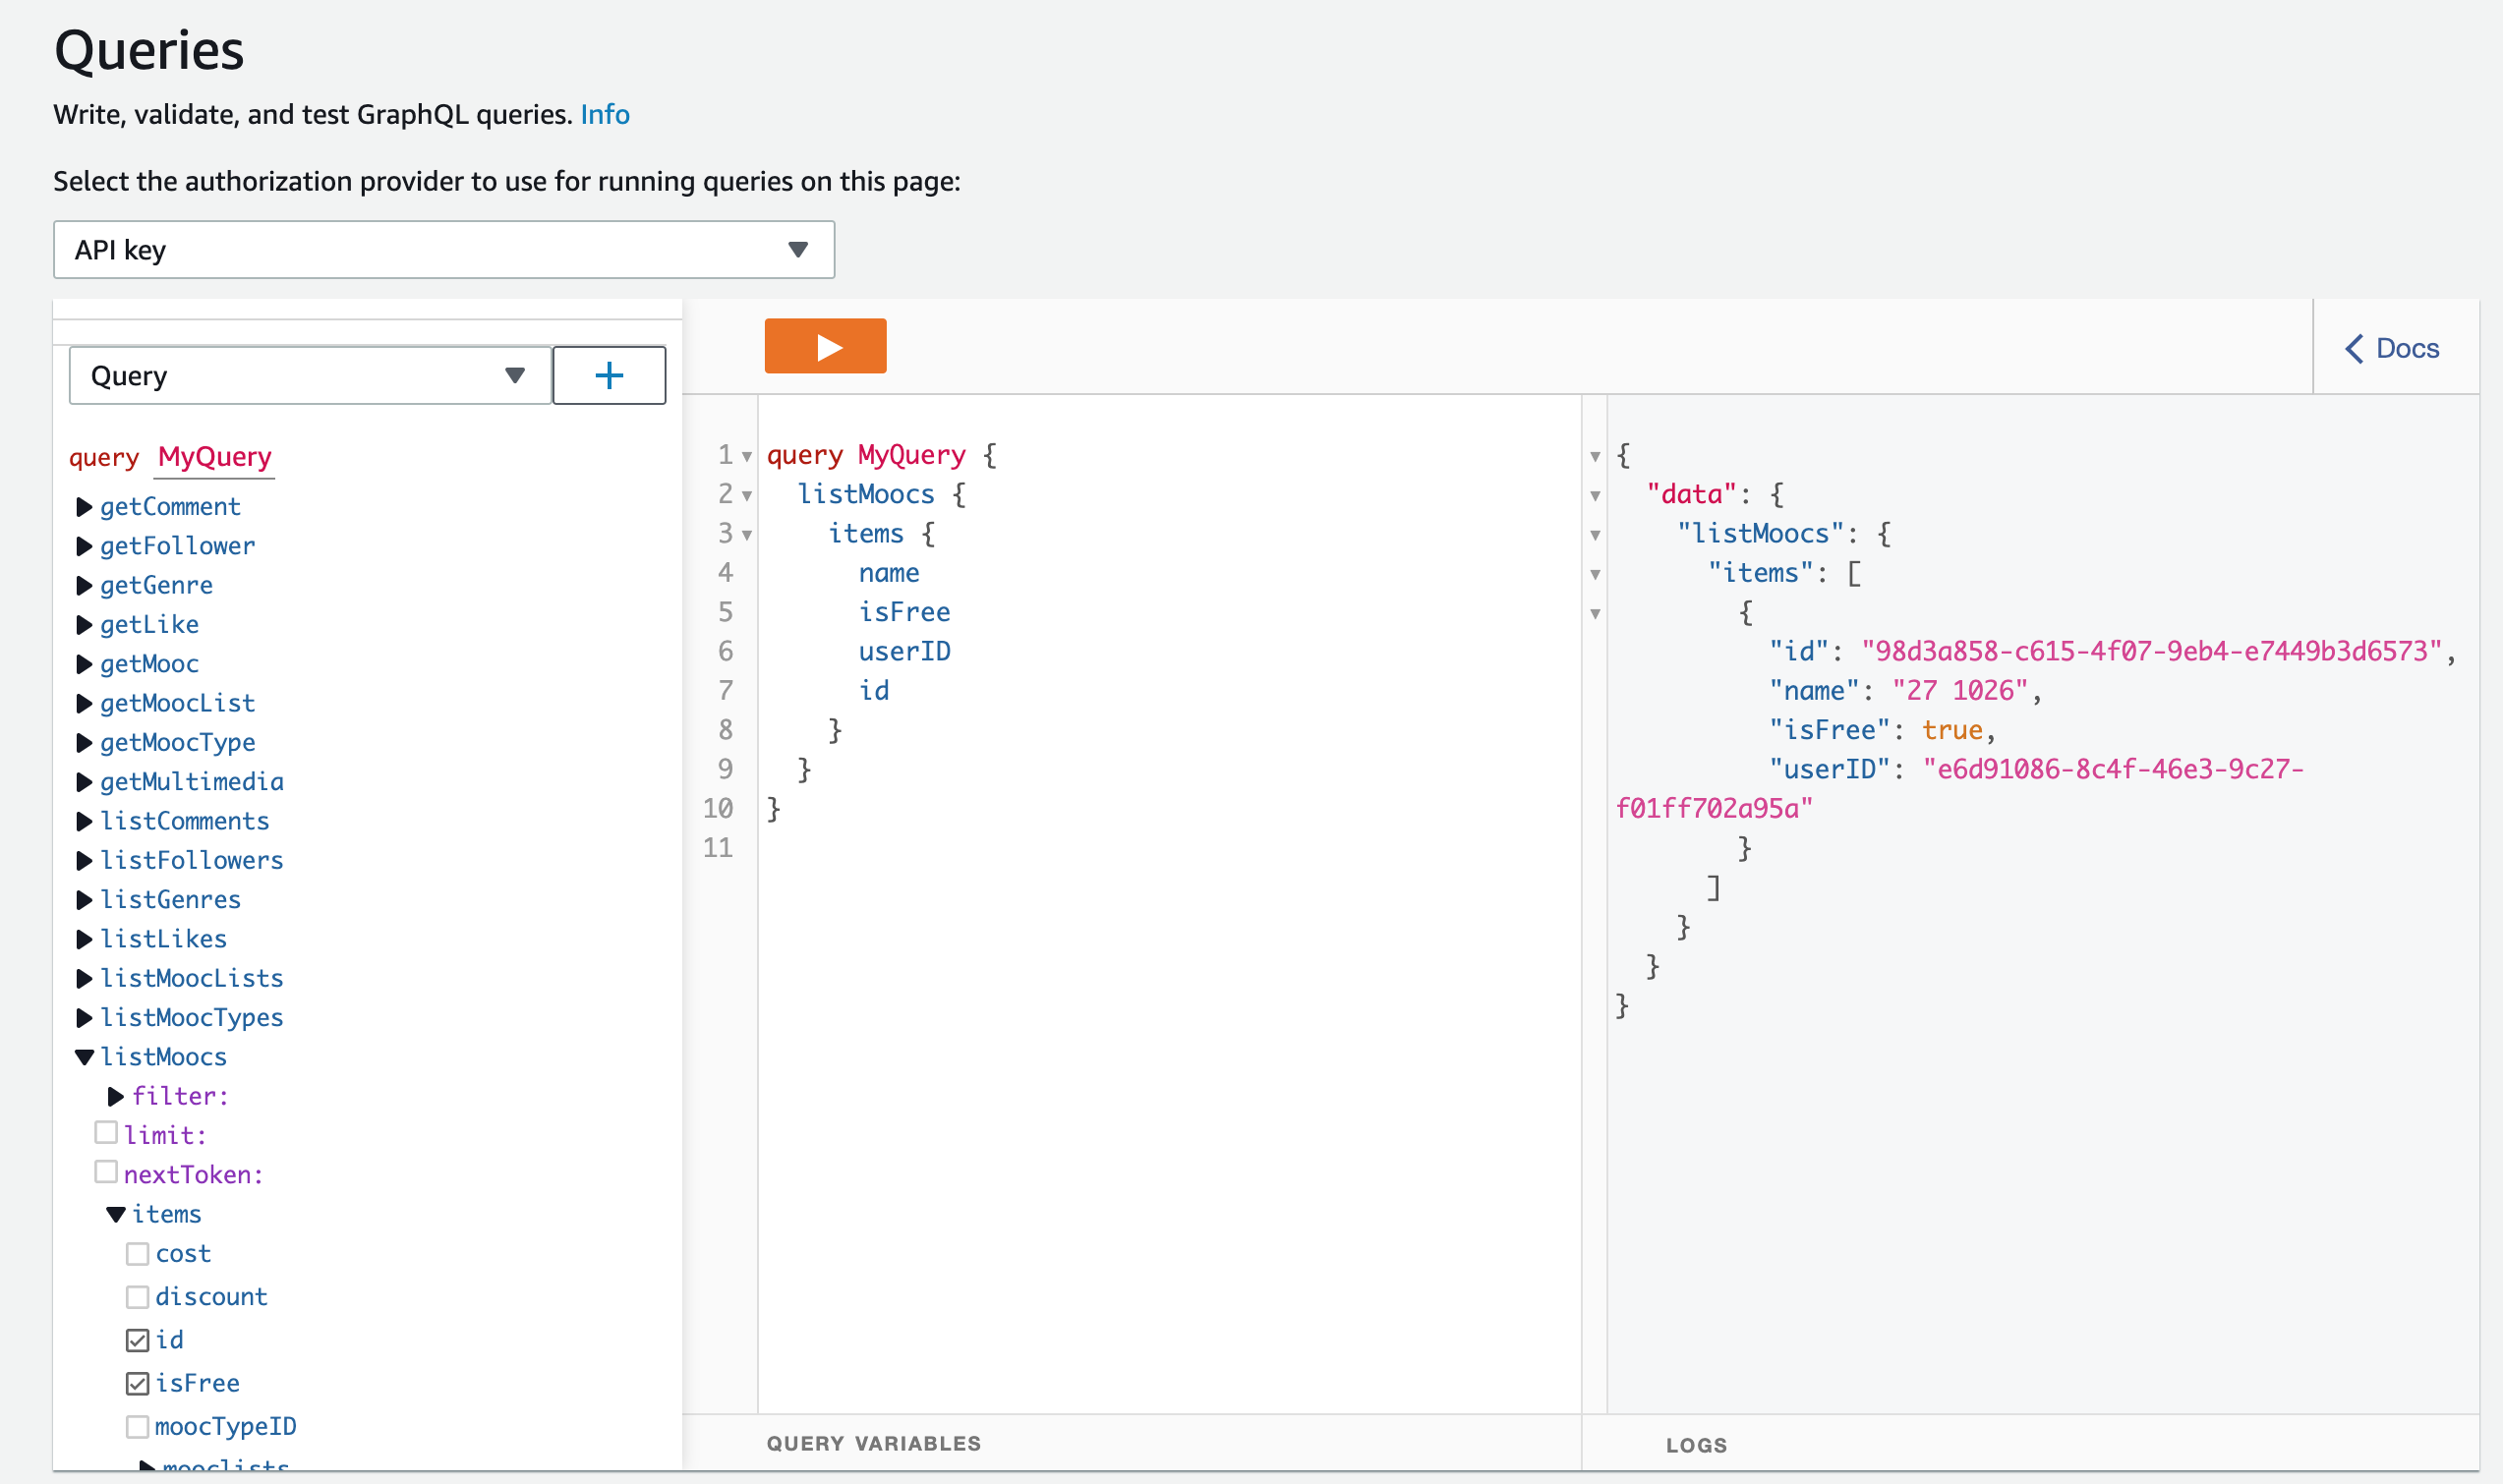 Queries
Write, validate, and test GraphQL queries. Info
Select the authorization provider to use for running queries on this page:
API key
Query
+
Docs
query MyQuery
getComment
getFollower
getGenre
getLike
getMooc
getMoocList
getMoocType
getMultimedia
listComments
listFollowers
listGenres
listLikes
listMoocLists
listMoocTypes
listMoocs
filter:
limit:
nextToken:
items
cost
discount
id
isFree
moocTypeID
mooclists
1 query MyQuery {
2 listMoocs {
3 items {
4 name
5 isFree
6 userID
7 id
8 }
9 }
10 }
11
QUERY VARIABLES
{
"data": {
"listMoocs": {
"items": [
{
"id": "98d3a858-c615-4f07-9eb4-e7449b3d6573",
"name": "27 1026",
"isFree": true,
"userID": "e6d91086-8c4f-46e3-9c27-
f01ff702a95a"
}
]
}
}
}
LOGS